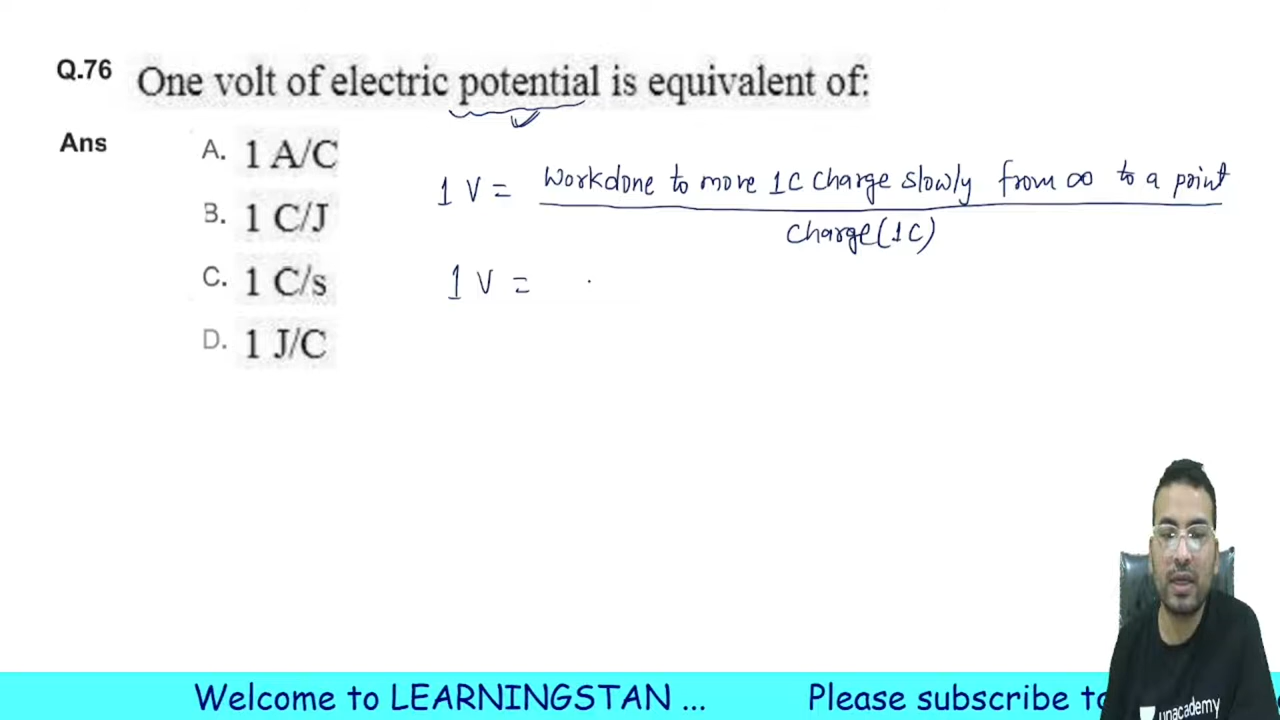 Q.76 One volt of electric potential is equivalent of:
Ans
A. 1 A/C
B. 1 C/J
C. 1 C/s
D. 1 J/C
1 V = Workdone to move 1C charge slowly from ∞ to a point
charge(1C)
1 V =
unacademy
Welcome to LEARNINGSTAN ... Please subscribe to